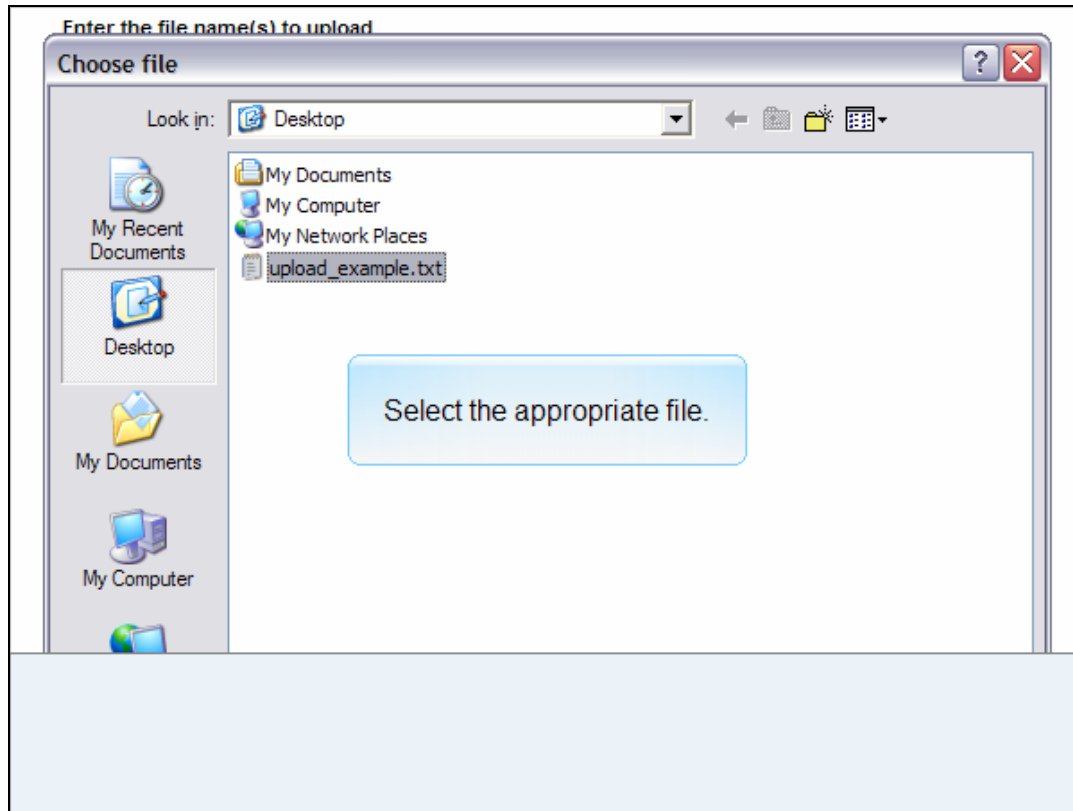 Enter the file name(s) to upload
Choose file
?
Look in:
Desktop
My Recent
Documents
Desktop
My Documents
My Computer
My Documents
My Computer
My Network Places
upload_example.txt
Select the appropriate file.